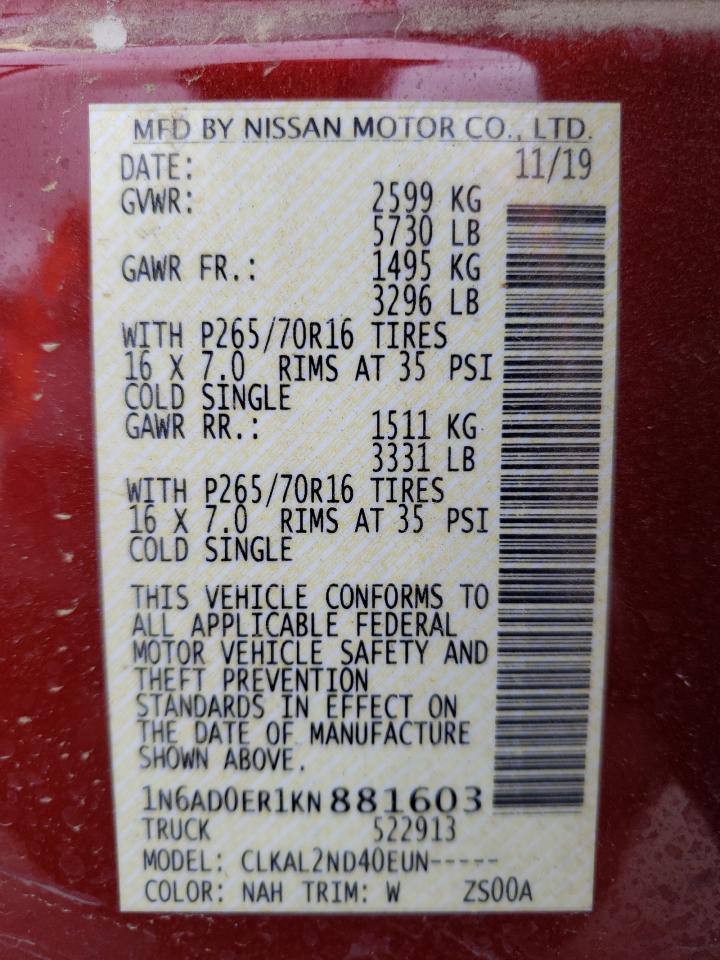 MFD BY NISSAN MOTOR CO., LTD.
DATE: 11/19
GVWR: 2599 KG
5730 LB
GAWR FR.: 1495 KG
3296 LB
WITH P265/70R16 TIRES
16 X 7.0 RIMS AT 35 PSI
COLD SINGLE
GAWR RR.: 1511 KG
3331 LB
WITH P265/70R16 TIRES
16 X 7.0 RIMS AT 35 PSI
COLD SINGLE
THIS VEHICLE CONFORMS TO
ALL APPLICABLE FEDERAL
MOTOR VEHICLE SAFETY AND
THEFT PREVENTION
STANDARDS IN EFFECT ON
THE DATE OF MANUFACTURE
SHOWN ABOVE.
1N6AD0ER1KN 881603
TRUCK 522913
MODEL: CLKAL2ND40EUN-----
COLOR: NAH TRIM: W ZS00A